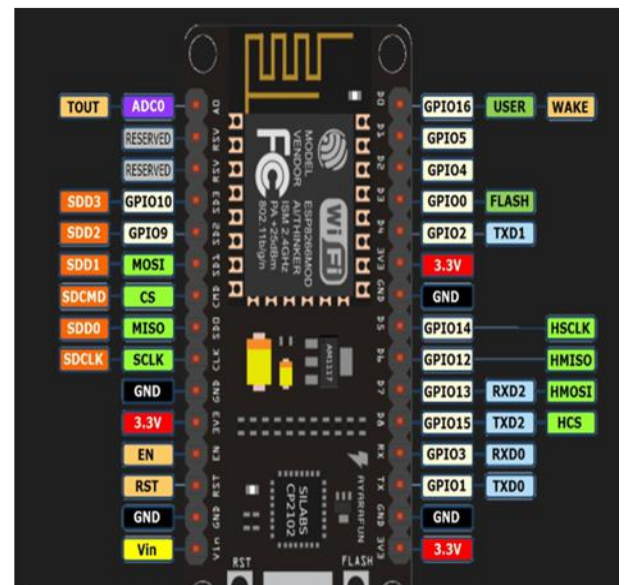 TOUT ADC0 A0 D0 GPIO16 USER WAKE
RESERVED RSV D1 GPIO5
RESERVED RSV D2 GPIO4
SDD3 GPIO10 SD3 D3 GPIO0 FLASH
SDD2 GPIO9 SD2 D4 GPIO2 TXD1
SDD1 MOSI SD1 3V3 3.3V
SDCMD CS CMD GND GND
SDD0 MISO SD0 D5 GPIO14 HSCLK
SDCLK SCLK CLK D6 GPIO12 HMISO
GND GND D7 GPIO13 RXD2 HMOSI
3.3V 3V3 D8 GPIO15 TXD2 HCS
EN EN RX GPIO3 RXD0
RST RST TX GPIO1 TXD0
GND GND GND GND
Vin Vin 3V3 3.3V
FC
MODEL
VENDOR
ESP8266MOD
AI/THINKER
ISM 2.4GHz
PA +25dBm
802.11b/g/n
Wi Fi
AM1117
SILABS
CP2102
AYARAFUN
RST FLASH